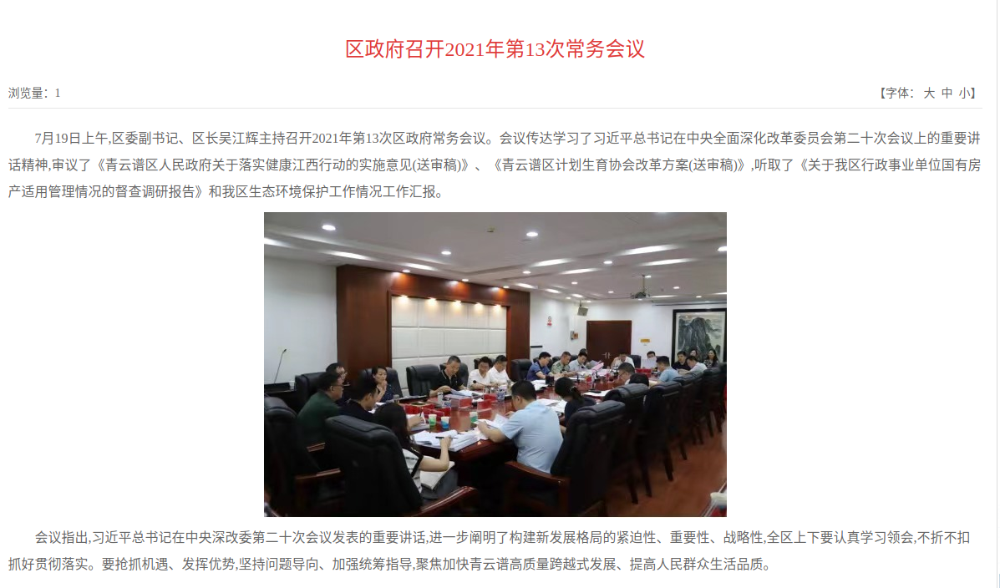 区政府召开2021年第13次常务会议
浏览量：1
【字体： 大 中 小】
7月19日上午,区委副书记、区长吴江辉主持召开2021年第13次区政府常务会议。会议传达学习了习近平总书记在中央全面深化改革委员会第二十次会议上的重要讲
话精神,审议了《青云谱区人民政府关于落实健康江西行动的实施意见(送审稿)》、《青云谱区计划生育协会改革方案(送审稿)》,听取了《关于我区行政事业单位国有房
产适用管理情况的督查调研报告》和我区生态环境保护工作情况工作汇报。
会议指出,习近平总书记在中央深改委第二十次会议发表的重要讲话,进一步阐明了构建新发展格局的紧迫性、重要性、战略性,全区上下要认真学习领会,不折不扣
抓好贯彻落实。要抢抓机遇、发挥优势,坚持问题导向、加强统筹指导,聚焦加快青云谱高质量跨越式发展、提高人民群众生活品质。